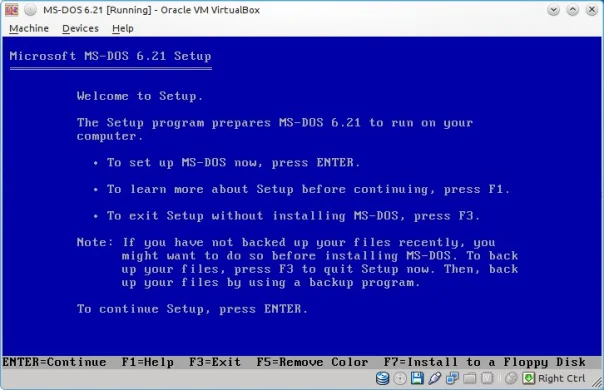 MS-DOS 6.21 [Running] - Oracle VM VirtualBox
Machine Devices Help
Microsoft MS-DOS 6.21 Setup
Welcome to Setup.
The Setup program prepares MS-DOS 6.21 to run on your
computer.
• To set up MS-DOS now, press ENTER.
• To learn more about Setup before continuing, press F1.
• To exit Setup without installing MS-DOS, press F3.
Note: If you have not backed up your files recently, you
might want to do so before installing MS-DOS. To back
up your files, press F3 to quit Setup now. Then, back
up your files by using a backup program.
To continue Setup, press ENTER.
ENTER=Continue F1=Help F3=Exit F5=Remove Color F7=Install to a Floppy Disk
Right Ctrl